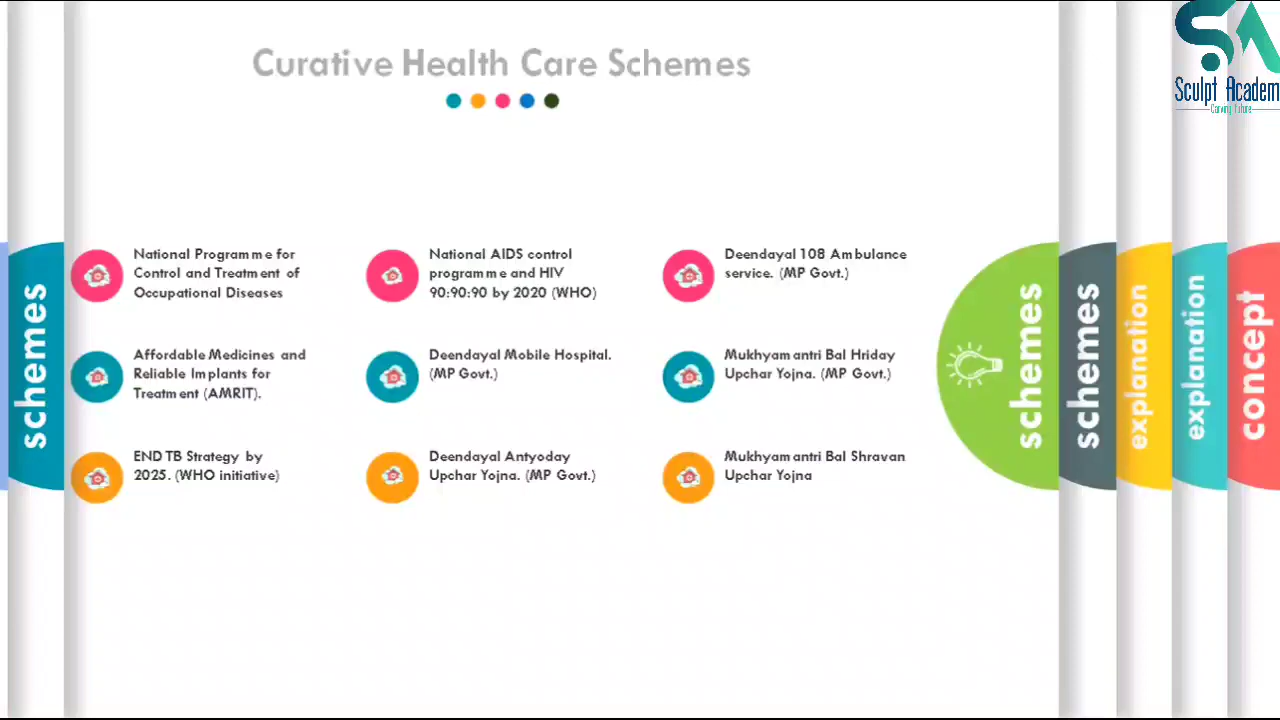 Curative Health Care Schemes
National Programme for
Control and Treatment of
Occupational Diseases
National AIDS control
programme and HIV
90:90:90 by 2020 (WHO)
Deendayal 108 Ambulance
service. (MP Govt.)
Affordable Medicines and
Reliable Implants for
Treatment (AMRIT).
Deendayal Mobile Hospital.
(MP Govt.)
Mukhyamantri Bal Hriday
Upchar Yojna. (MP Govt.)
END TB Strategy by
2025. (WHO initiative)
Deendayal Antyoday
Upchar Yojna. (MP Govt.)
Mukhyamantri Bal Shravan
Upchar Yojna
schemes
schemes
schemes
explanation
explanation
concept
Sculpt Academ
Carving Future